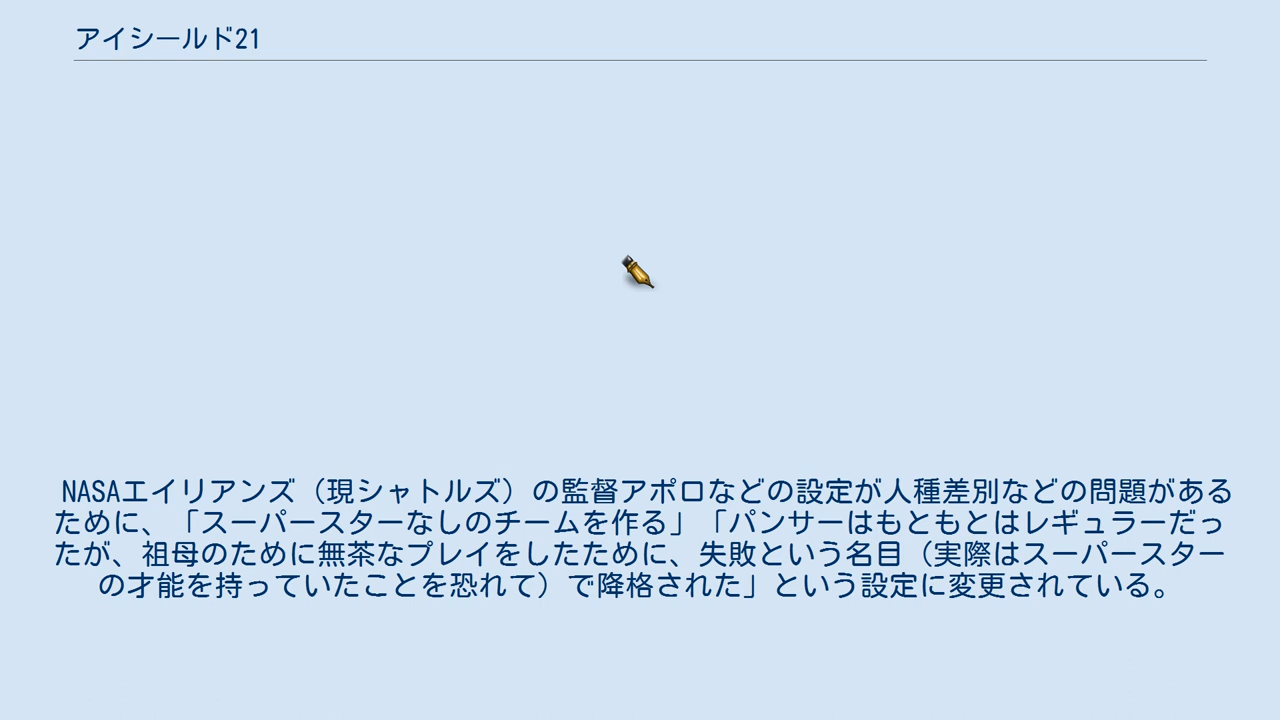 アイシールド21
NASAエイリアンズ（現シャトルズ）の監督アポロなどの設定が人種差別などの問題がある
ために、「スーパースターなしのチームを作る」「パンサーはもともとはレギュラーだっ
たが、祖母のために無茶なプレイをしたために、失敗という名目（実際はスーパースター
の才能を持っていたことを恐れて）で降格された」という設定に変更されている。